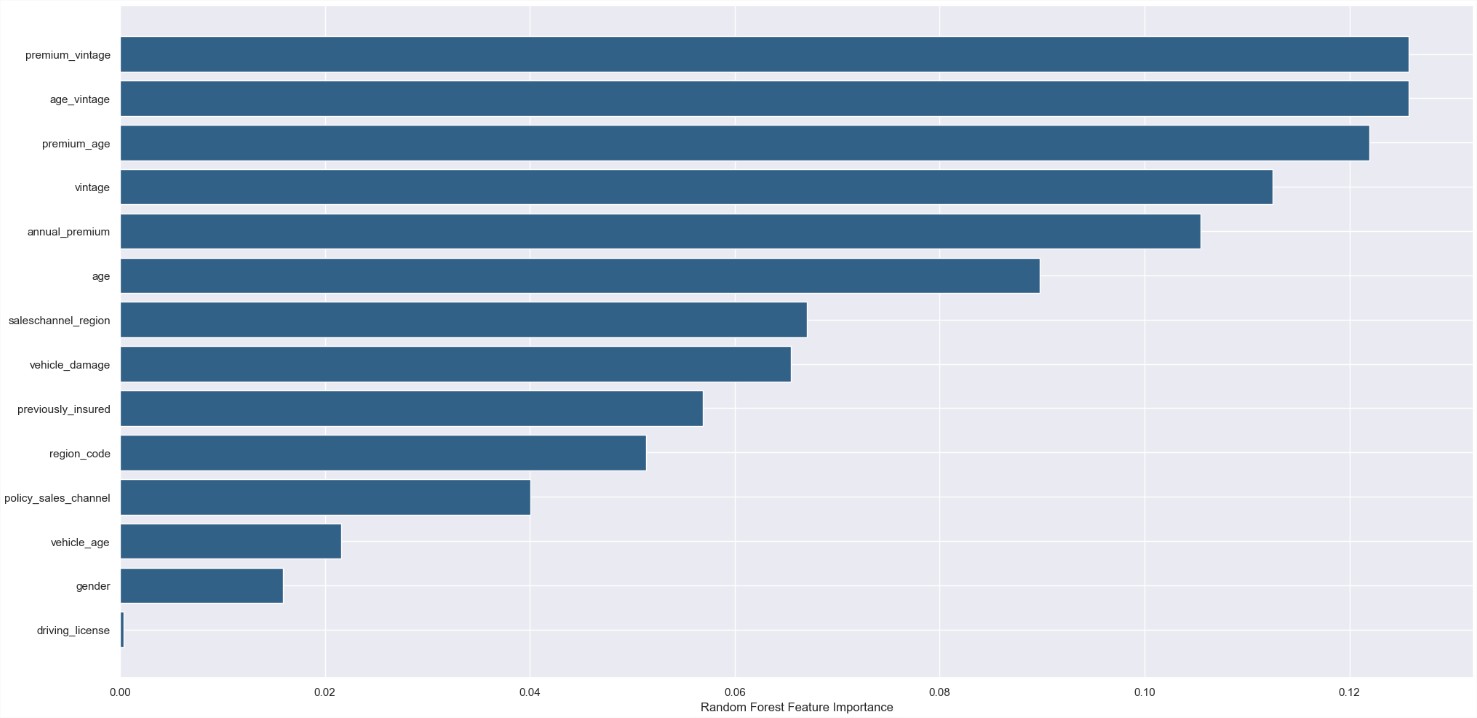 premium_vintage
age_vintage
premium_age
vintage
annual_premium
age
saleschannel_region
vehicle_damage
previously_insured
region_code
policy_sales_channel
vehicle_age
gender
driving_license
0.00 0.02 0.04 0.06 0.08 0.10 0.12
Random Forest Feature Importance